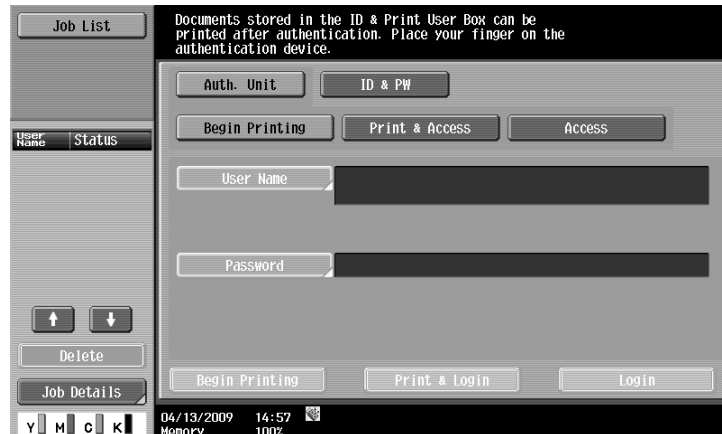 Job List
Documents stored in the ID & Print User Box can be
printed after authentication. Place your finger on the
authentication device.
Auth. Unit
ID & PW
Begin Printing
Print & Access
Access
User Name
Status
User Name
Password
Delete
Begin Printing
Print & Login
Login
Job Details
Y M C K
04/13/2009 14:57
Memory 100%